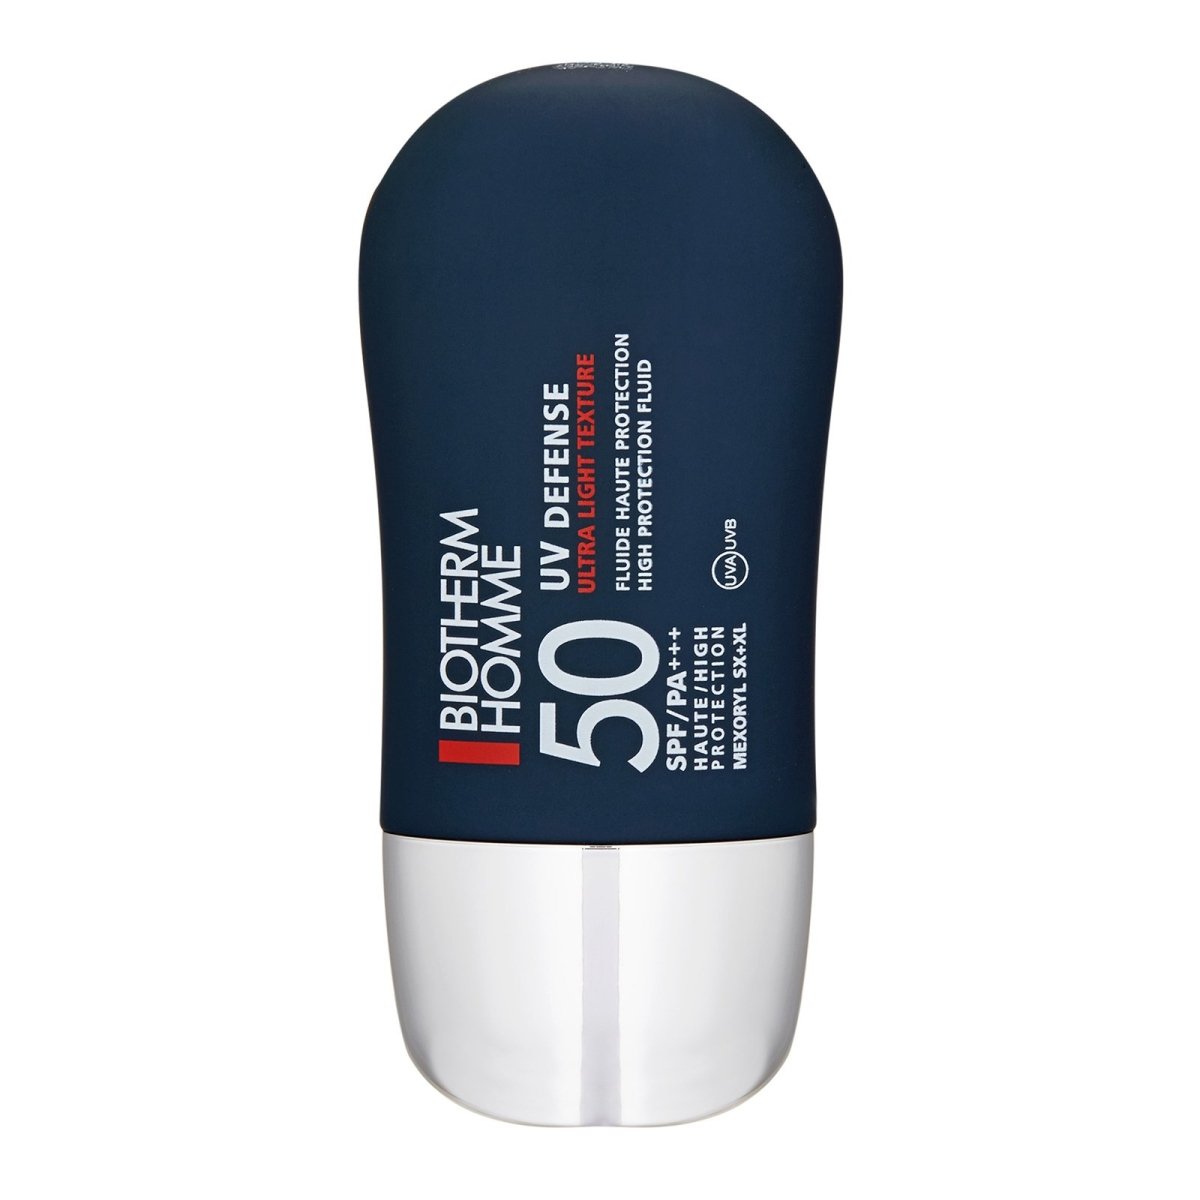 BIOTHERM
HOMME
UV DEFENSE
ULTRA LIGHT TEXTURE
FLUIDE HAUTE PROTECTION
HIGH PROTECTION FLUID
50
SPF/PA+++
HAUTE/HIGH
PROTECTION
MEXORYL SX+XL
UVA UVB